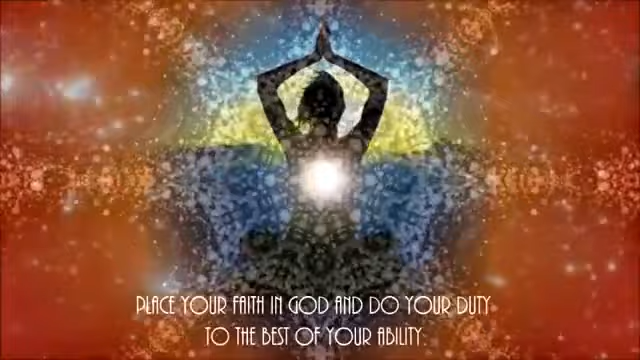 PLACE YOUR FAITH IN GOD AND DO YOUR DUTY
TO THE BEST OF YOUR ABILITY.